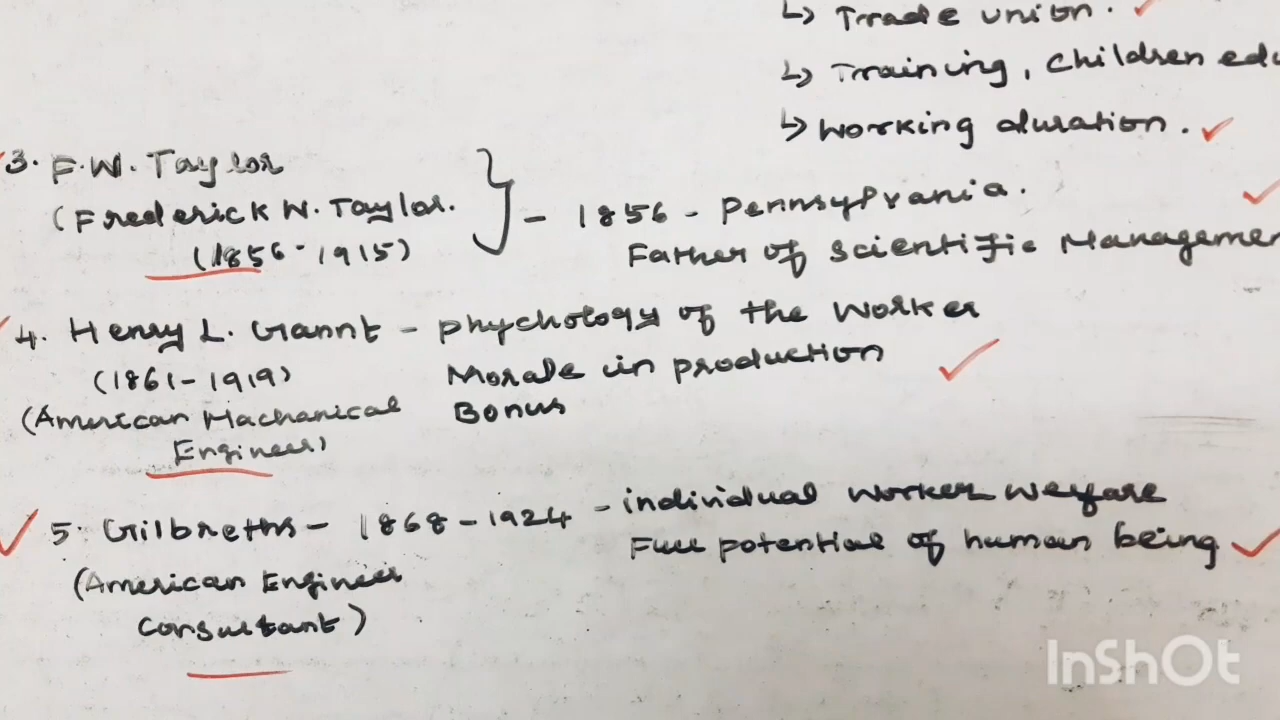 ↳ Trade union.
↳ Training, children edu
↳ Working duration.
3. F.W. Taylor
(Frederick W. Taylor.
(1856-1915)
- 1856 - Pennsylvania.
Father of scientific Managemen
4. Henry L. Gannt - phychology of the worker
(1861-1919)
Morale in production
(American Machanical
Bonus
Engineer)
5. Gilbreths - 1868-1924 - individual worker welfare
Full potential of human being
(American Engineer
Consultant)
InShOt